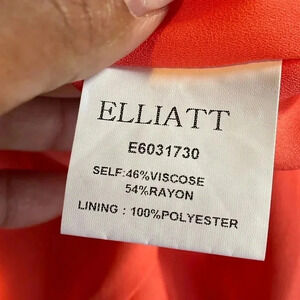 ELLIATT
E6031730
SELF:46%VISCOSE
54%RAYON
LINING : 100%POLYESTER